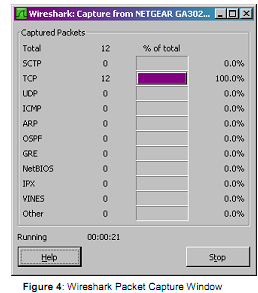 Wireshark: Capture from NETGEAR GA302...
Captured Packets
Total 12 % of total
SCTP 0 0.0%
TCP 12 100.0%
UDP 0 0.0%
ICMP 0 0.0%
ARP 0 0.0%
OSPF 0 0.0%
GRE 0 0.0%
NetBIOS 0 0.0%
IPX 0 0.0%
VINES 0 0.0%
Other 0 0.0%
Running 00:00:21
Help Stop
Figure 4: Wireshark Packet Capture Window